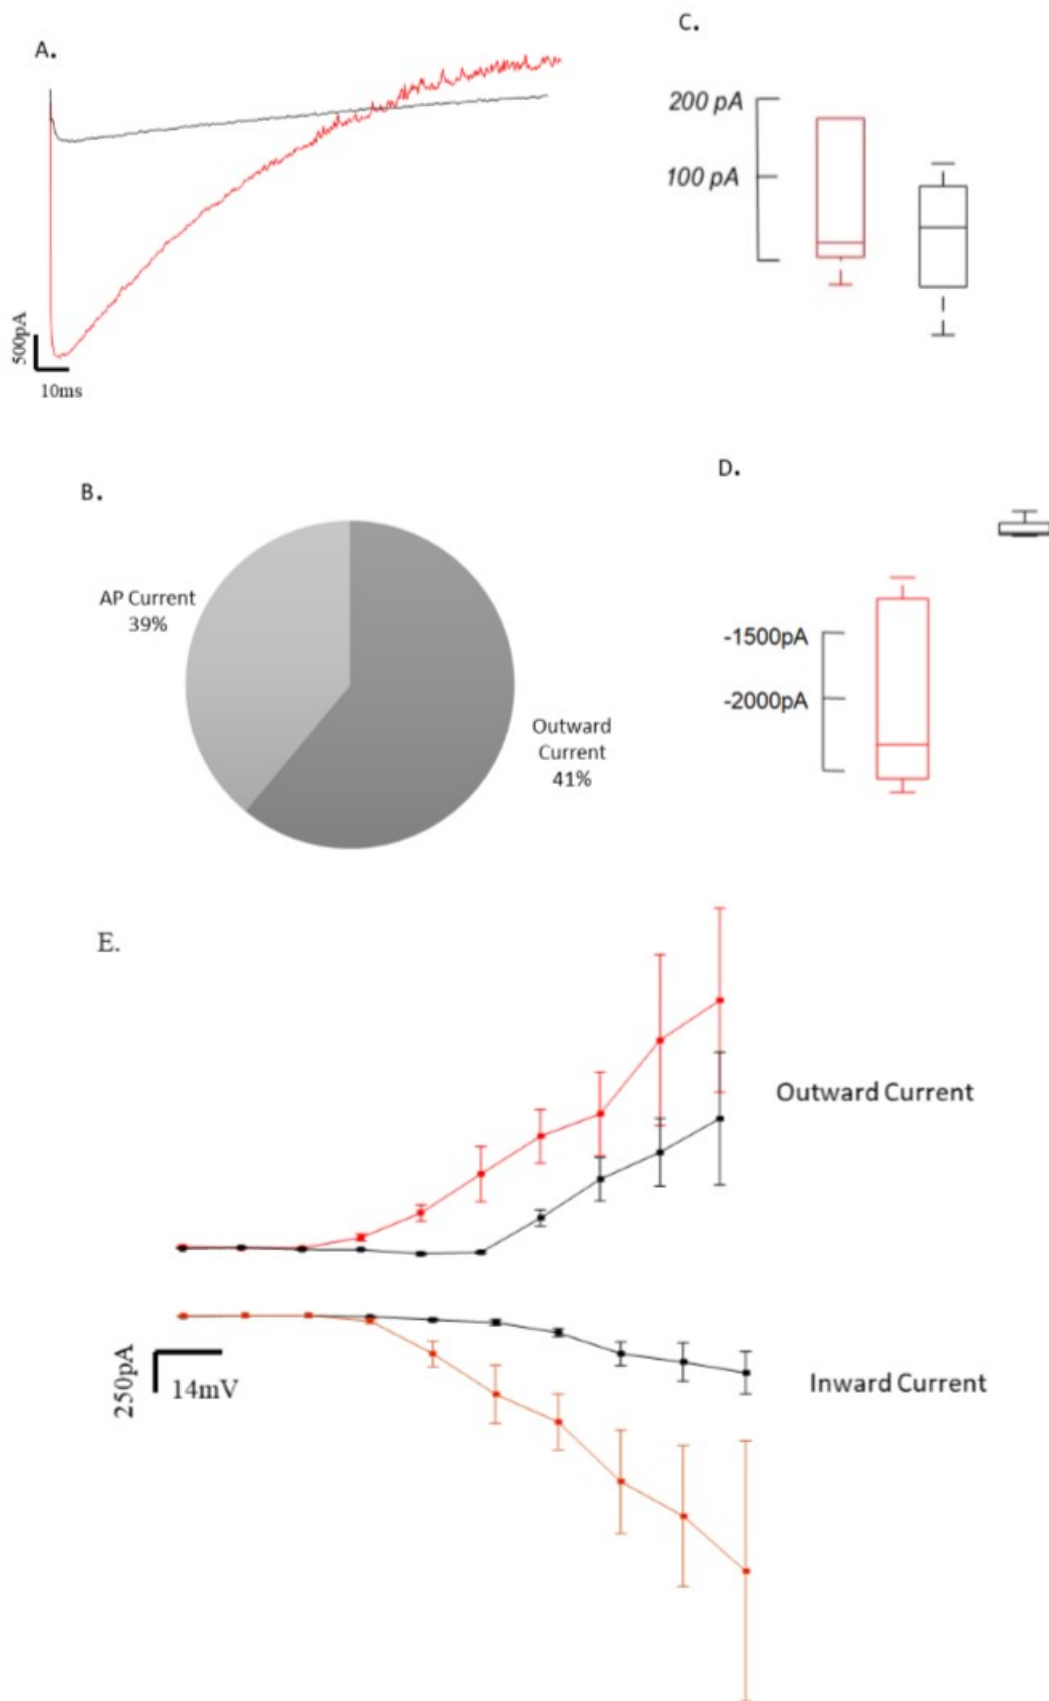 A.
500pA
10ms
C.
200 pA
100 pA
B.
AP Current
39%
Outward
Current
41%
D.
-1500pA
-2000pA
E.
Outward Current
250pA
14mV
Inward Current